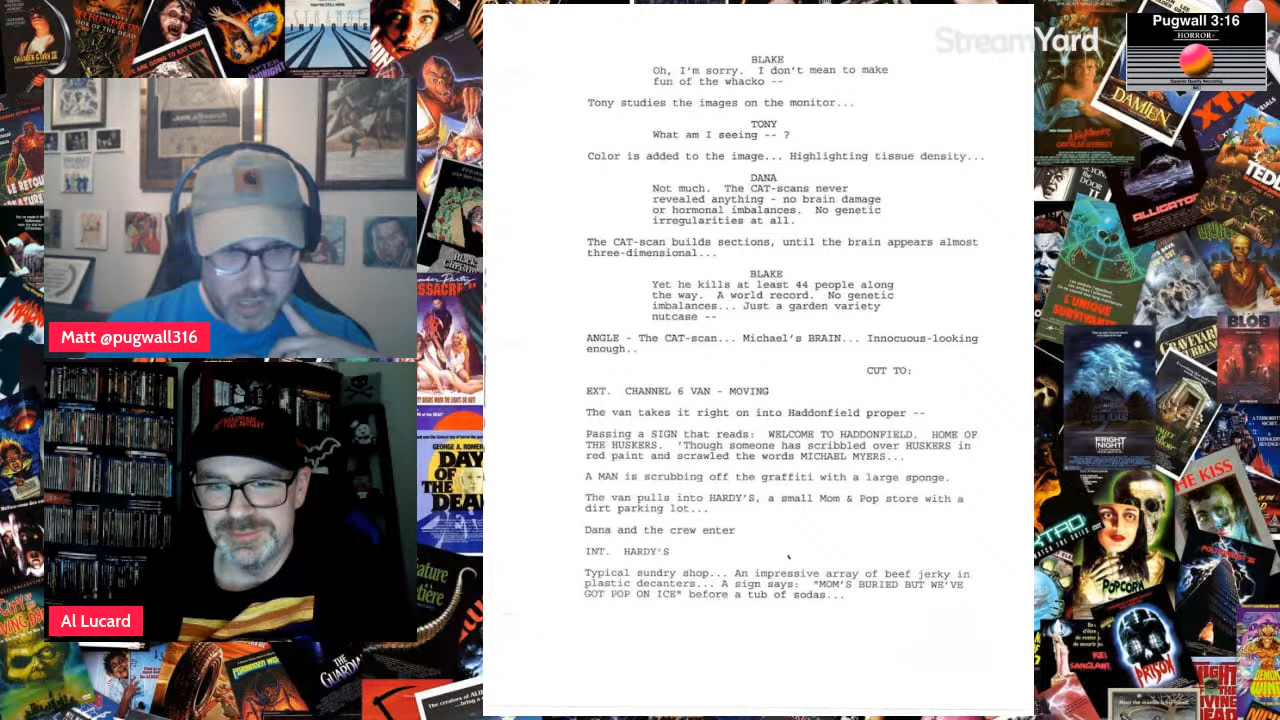 BLAKE
Oh, I'm sorry. I don't mean to make
fun of the whacko --
Tony studies the images on the monitor...
TONY
What am I seeing -- ?
Color is added to the image... Highlighting tissue density...
DANA
Not much. The CAT-scans never
revealed anything - no brain damage
or hormonal imbalances. No genetic
irregularities at all.
The CAT-scan builds sections, until the brain appears almost
three-dimensional...
BLAKE
Yet he kills at least 44 people along
the way. A world record. No genetic
imbalances... Just a garden variety
nutcase --
ANGLE - The CAT-scan... Michael's BRAIN... Innocuous-looking
enough..
CUT TO:
EXT. CHANNEL 6 VAN - MOVING
The van takes it right on into Haddonfield proper --
Passing a SIGN that reads: WELCOME TO HADDONFIELD. HOME OF
THE HUSKERS. 'Though someone has scribbled over HUSKERS in
red paint and scrawled the words MICHAEL MYERS...
A MAN is scrubbing off the graffiti with a large sponge.
The van pulls into HARDY'S, a small Mom & Pop store with a
dirt parking lot...
Dana and the crew enter
INT. HARDY'S
Typical sundry shop... An impressive array of beef jerky in
plastic decanters... A sign says: "MOM'S BURIED BUT WE'VE
GOT POP ON ICE" before a tub of sodas...
Matt @pugwall316
Al Lucard
StreamYard
Pugwall 3:16
HORROR+
Superior Quality Recording
DAMIEN
L'UNIQUE
SURVIVANTE
THE BLOB
FRIGHT
NIGHT
THE KISS
POLTERGEIST III
POPCORN
PRISON
GEORGE A. ROMERO'S
DAY
OF THE
DEAD